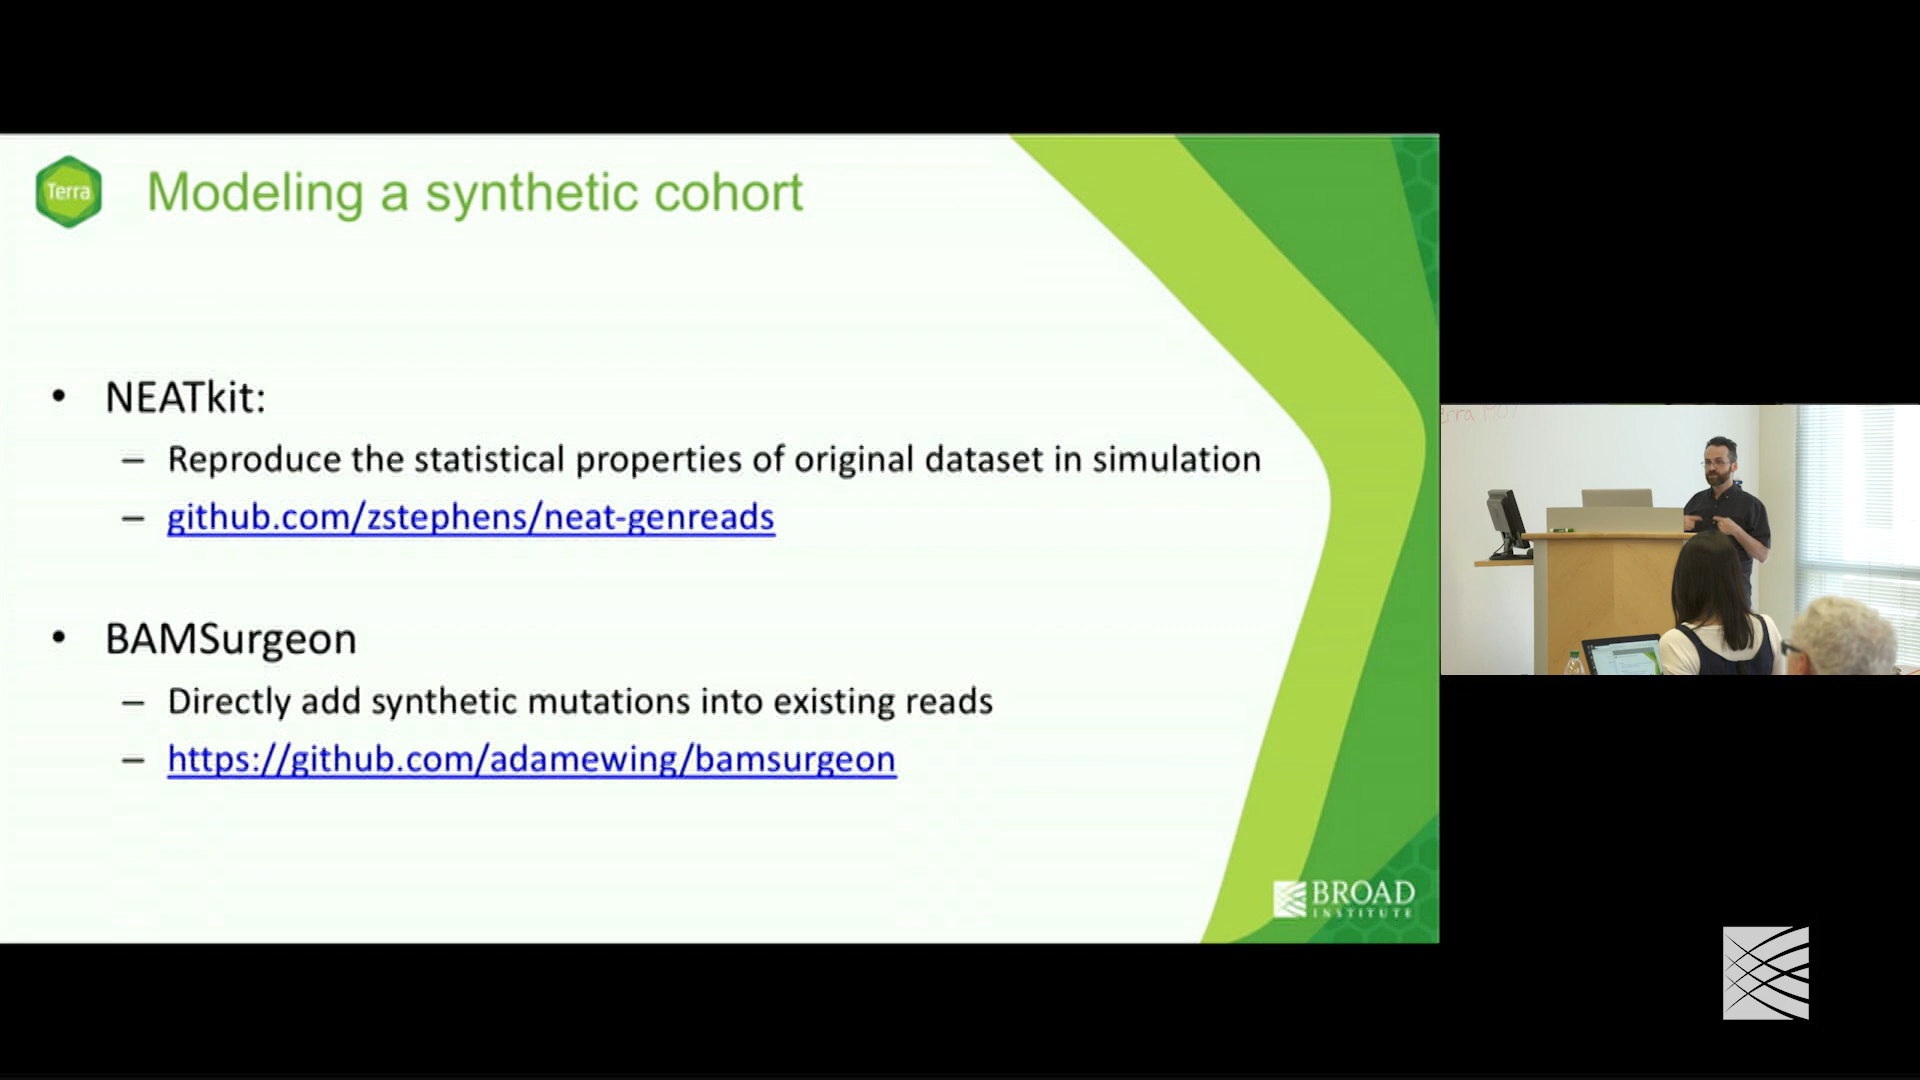 Terra
Modeling a synthetic cohort
• NEATkit:
– Reproduce the statistical properties of original dataset in simulation
– github.com/zstephens/neat-genreads
• BAMSurgeon
– Directly add synthetic mutations into existing reads
– https://github.com/adamewing/bamsurgeon
BROAD
INSTITUTE